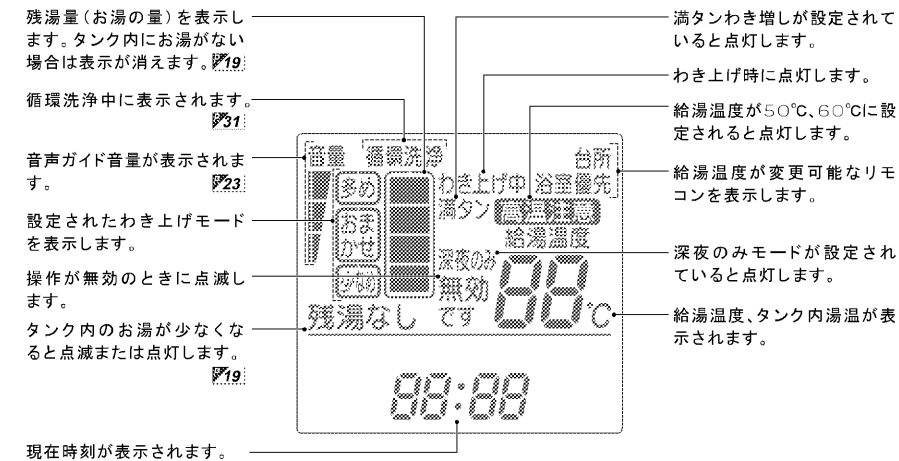 残湯量(お湯の量)を表示し
ます。タンク内にお湯がない
場合は表示が消えます。P19
循環洗浄中に表示されます。
P31
音声ガイド音量が表示されま
す。 P23
設定されたわき上げモード
を表示します。
操作が無効のときに点滅し
ます。
タンク内のお湯が少なくな
ると点滅または点灯します。
P19
現在時刻が表示されます。
音量 循環洗浄 台所
多め わき上げ中 浴室優先
おま 満タン 高温注意
かせ 給湯温度
少なめ 深夜のみ 88
無効
残湯なし です ℃
88:88
満タンわき増しが設定されて
いると点灯します。
わき上げ時に点灯します。
給湯温度が50℃、60℃に設
定されると点灯します。
給湯温度が変更可能なリモ
コンを表示します。
深夜のみモードが設定され
ていると点灯します。
給湯温度、タンク内湯温が表
示されます。